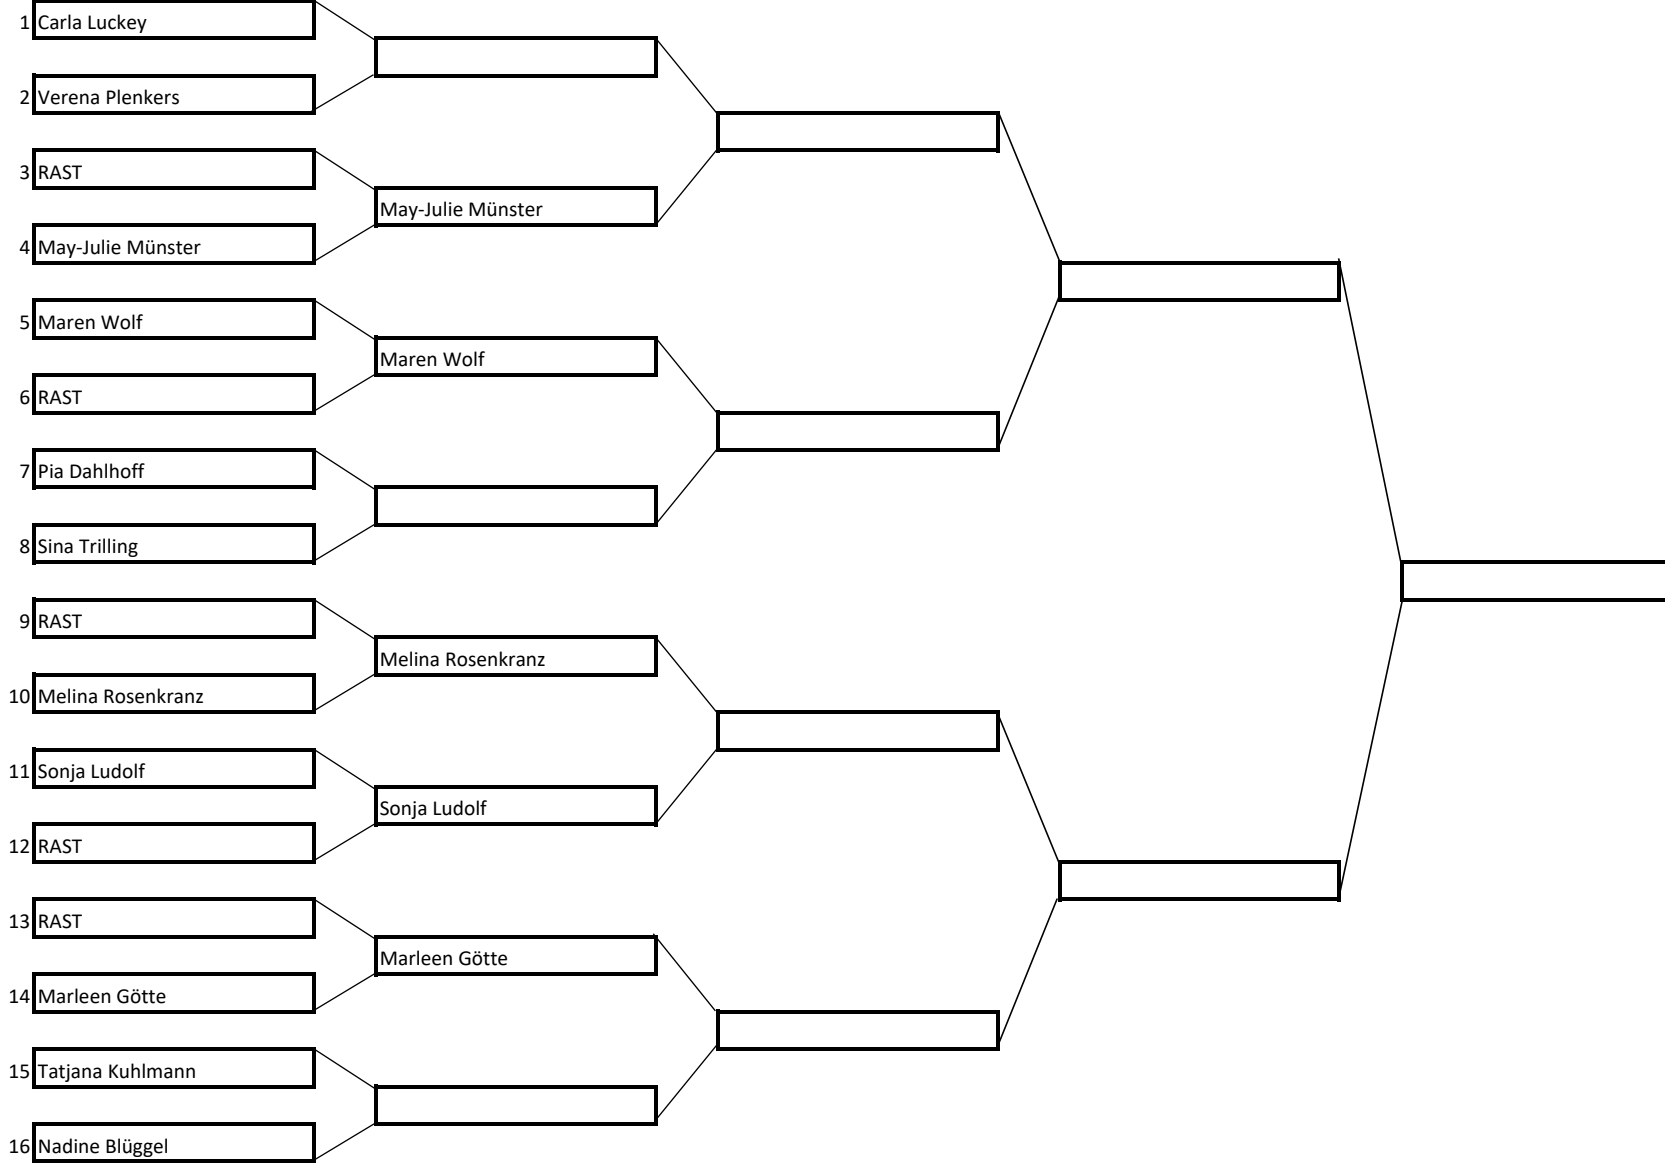 1 Carla Luckey
2 Verena Plenkers
3 RAST
May-Julie Münster
4 May-Julie Münster
5 Maren Wolf
Maren Wolf
6 RAST
7 Pia Dahlhoff
8 Sina Trilling
9 RAST
Melina Rosenkranz
10 Melina Rosenkranz
11 Sonja Ludolf
Sonja Ludolf
12 RAST
13 RAST
Marleen Götte
14 Marleen Götte
15 Tatjana Kuhlmann
16 Nadine Blüggel